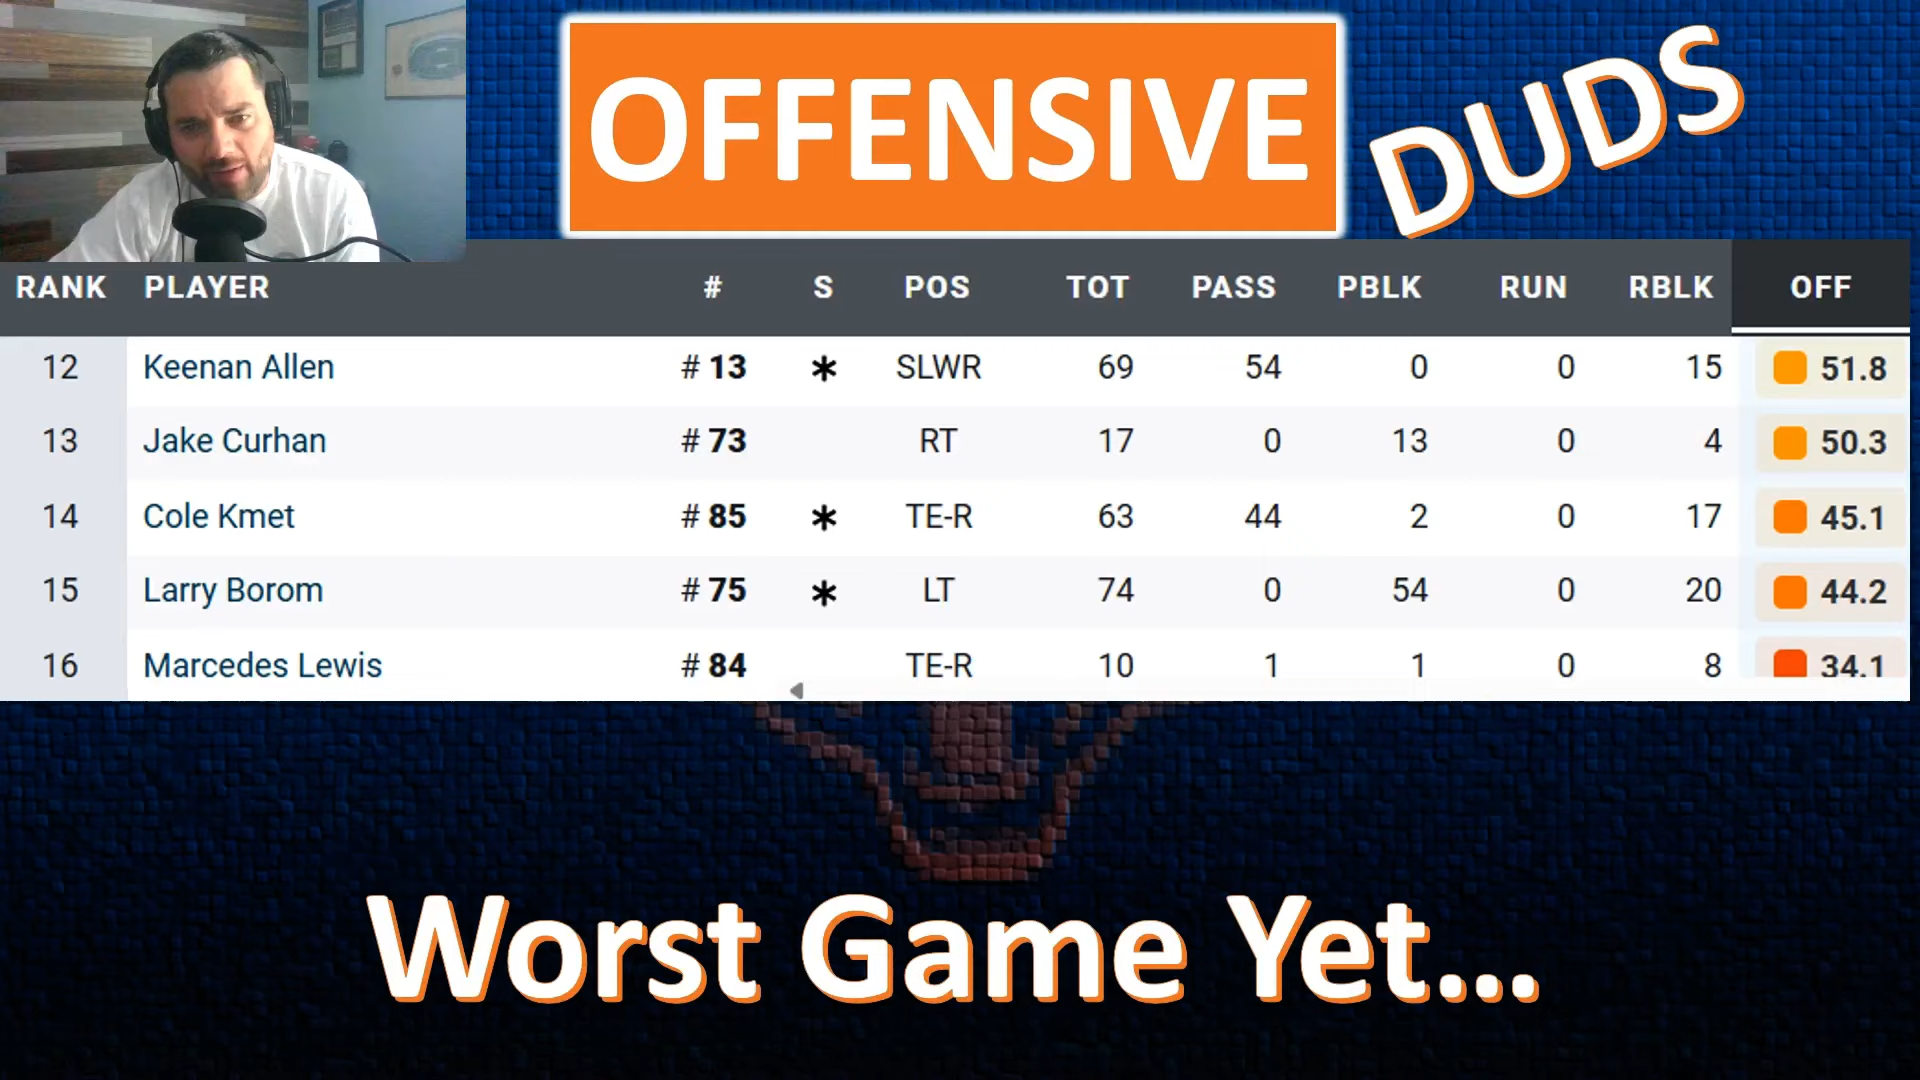 OFFENSIVE DUDS
RANK PLAYER # S POS TOT PASS PBLK RUN RBLK OFF
12 Keenan Allen # 13 * SLWR 69 54 0 0 15 51.8
13 Jake Curhan # 73 RT 17 0 13 0 4 50.3
14 Cole Kmet # 85 * TE-R 63 44 2 0 17 45.1
15 Larry Borom # 75 * LT 74 0 54 0 20 44.2
16 Marcedes Lewis # 84 TE-R 10 1 1 0 8 34.1
Worst Game Yet...